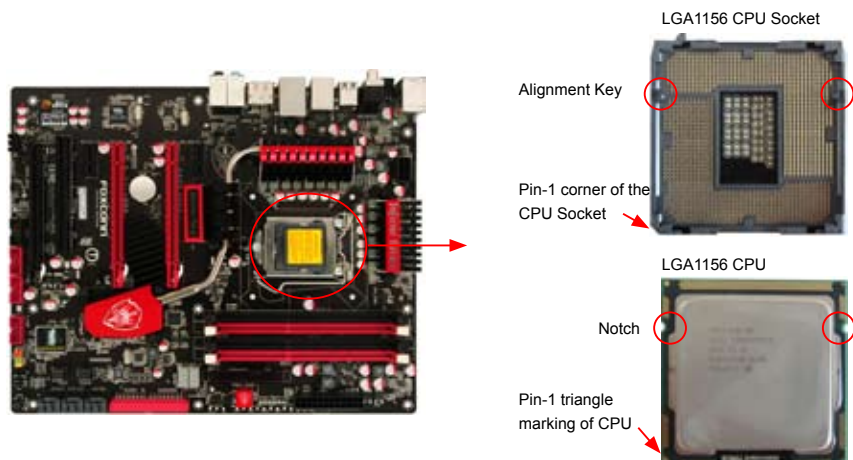 LGA1156 CPU Socket
Alignment Key
Pin-1 corner of the
CPU Socket
FOXCONN
LGA1156 CPU
Notch
Pin-1 triangle
marking of CPU